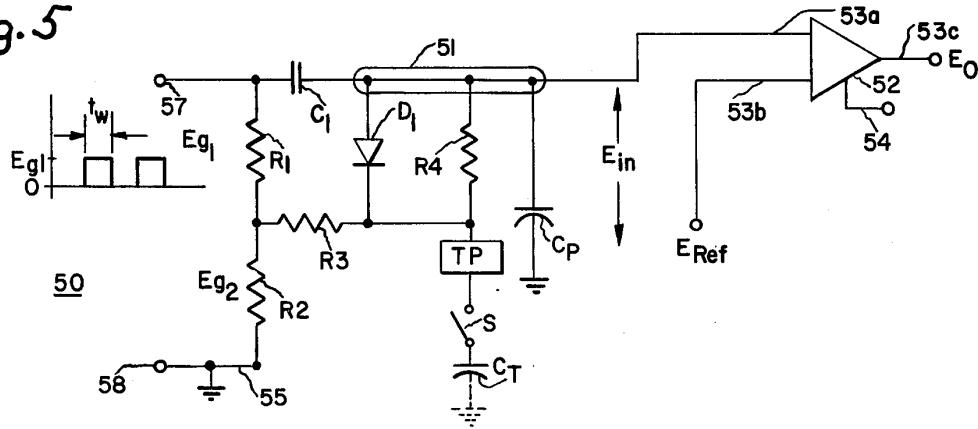 g. 5
51
53a
53c
E0
52
53b
54
57
C1
D1
tw
Eg1
R1
R4
Ein
Eg1
0
CP
ERef
R3
TP
50
Eg2
R2
S
58
55
CT